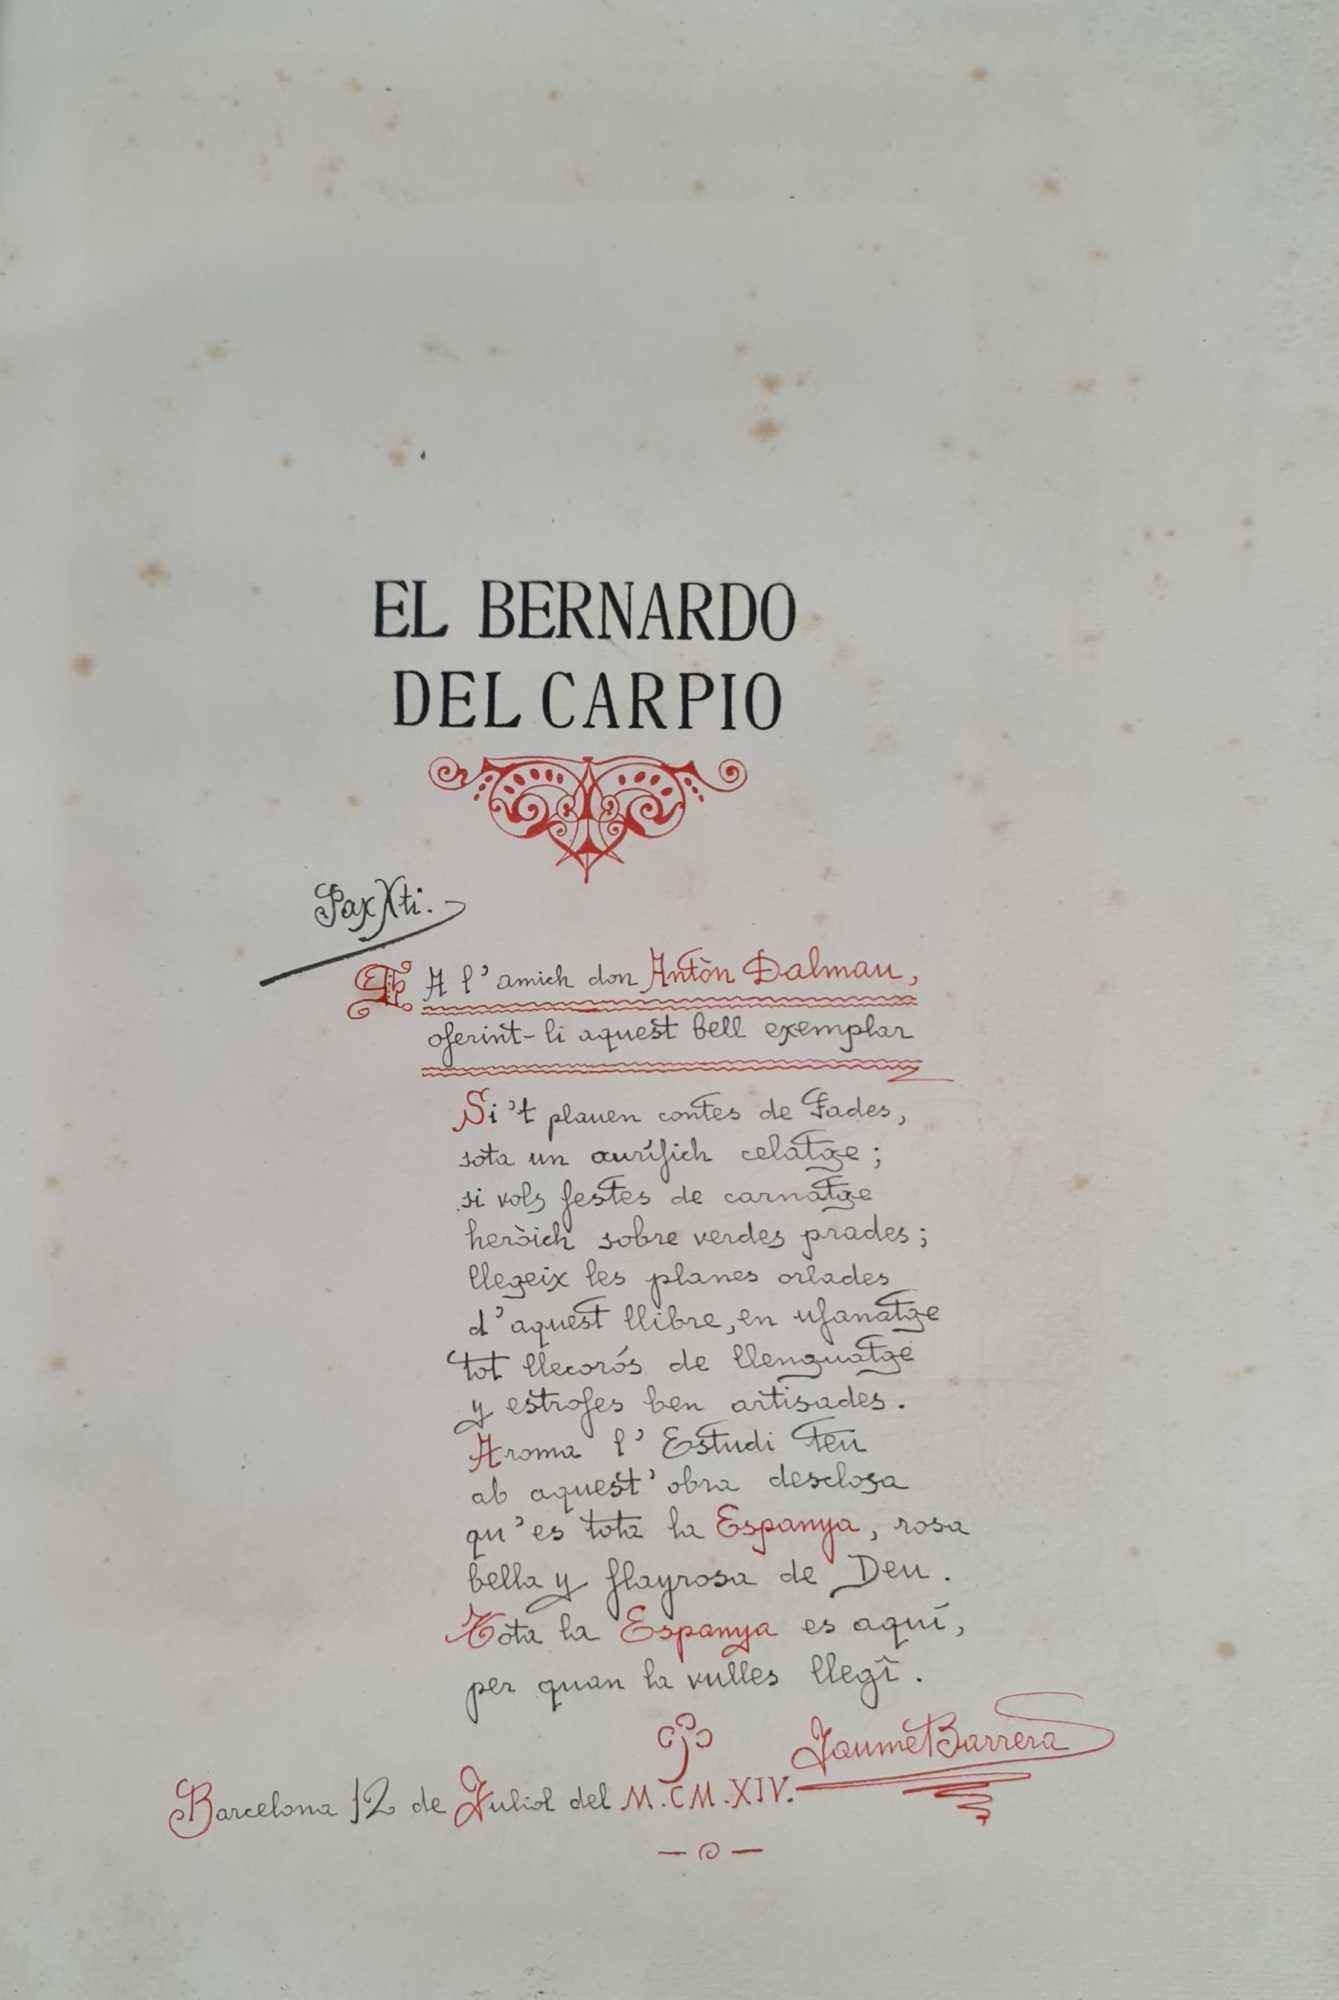 EL BERNARDO
DEL CARPIO
Pax Xti.
A l'amich don Antòn Dalmau,
oferint-li aquest bell exemplar
Si't plauen contes de Fades,
sota un aurífich celatge;
si vols festes de carnatge
heròich sobre verdes prades;
llegeix les planes orlades
d'aquest llibre, en ufanatge
tot llecorós de llenguatge
y estrofes ben artisades.
Aroma l'Estudi teu
ab aquest'obra desclosa
qu'es tota la Espanya, rosa
bella y flayrosa de Deu.
Tota la Espanya es aquí,
per quan la vulles llegî.
Jaume Barrera
Barcelona 12 de Juliol del M.CM.XIV.